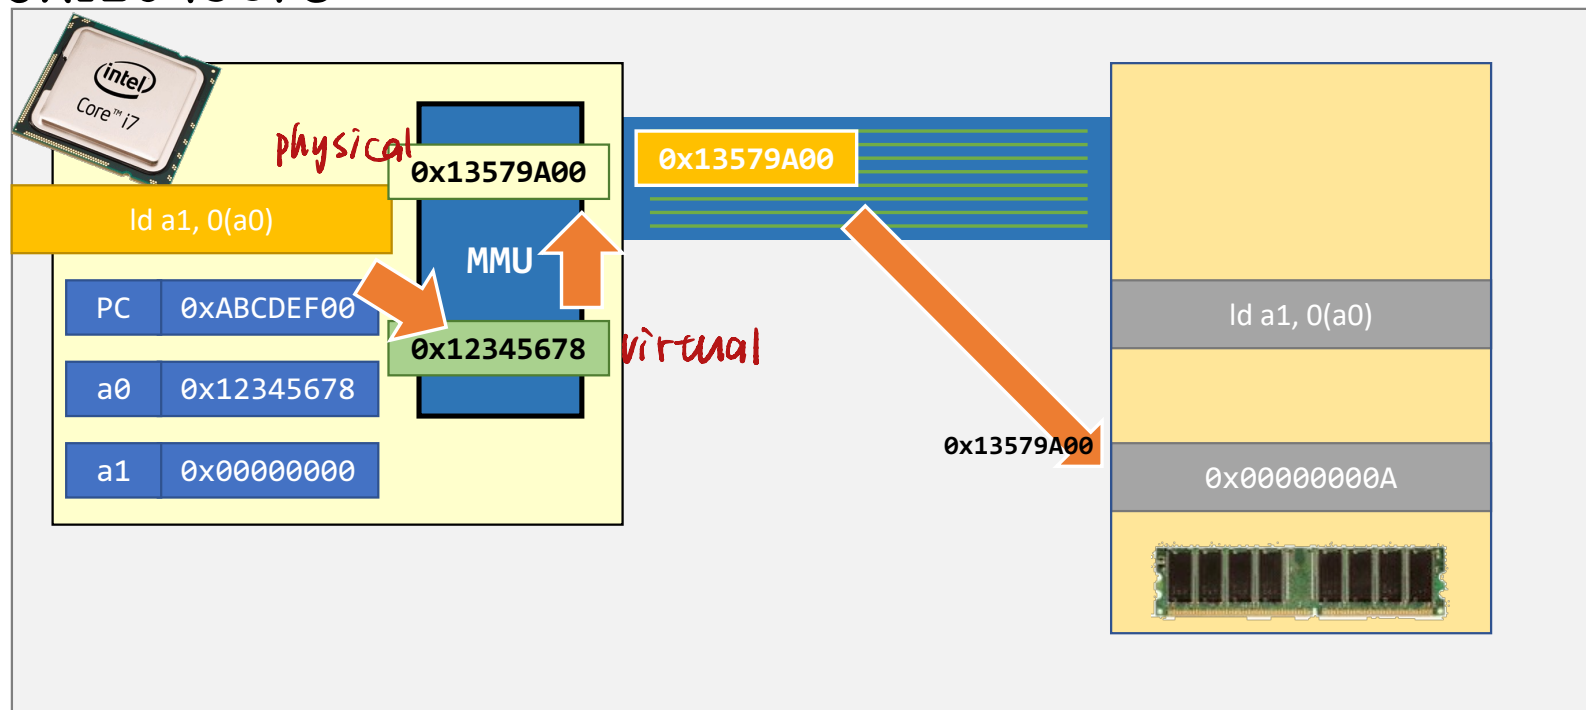 intel
Core™ i7
physical
0x13579A00
0x13579A00
ld a1, 0(a0)
MMU
PC 0xABCDEF00
ld a1, 0(a0)
0x12345678
virtual
a0 0x12345678
0x13579A00
a1 0x00000000
0x00000000A